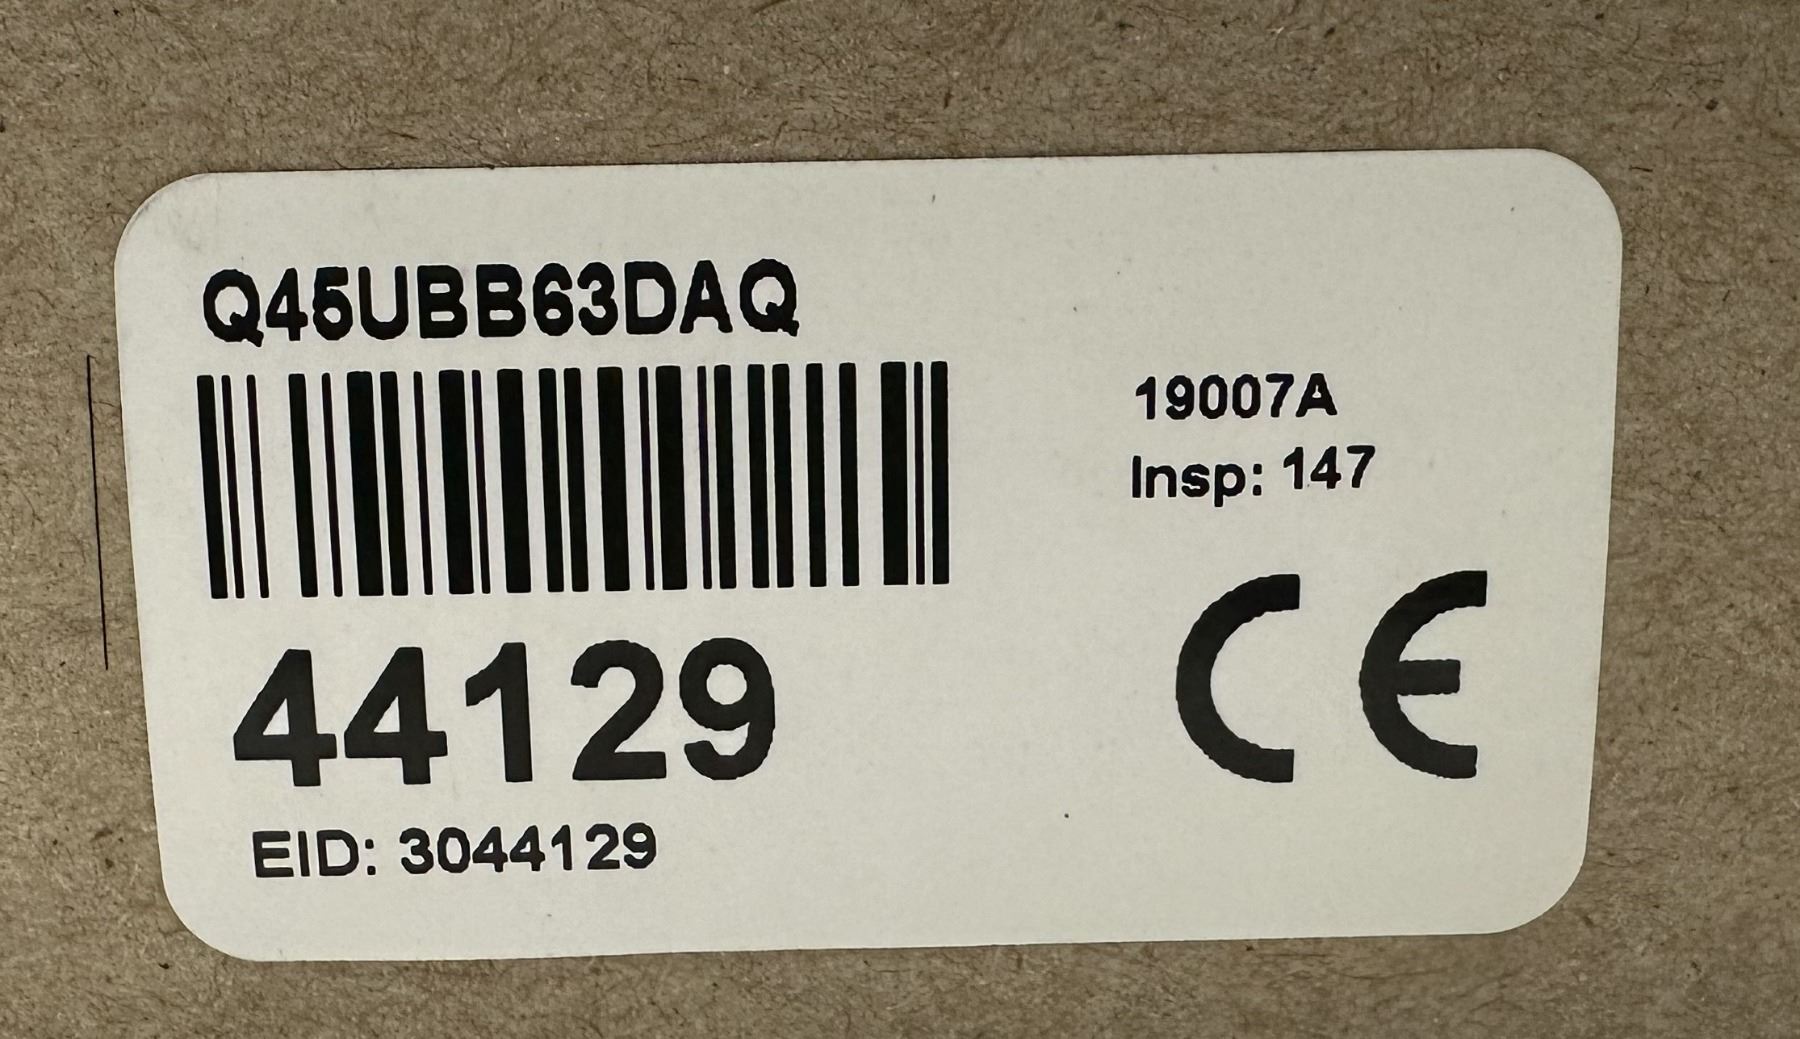 Q45UBB63DAQ
19007A
Insp: 147
44129
CE
EID: 3044129